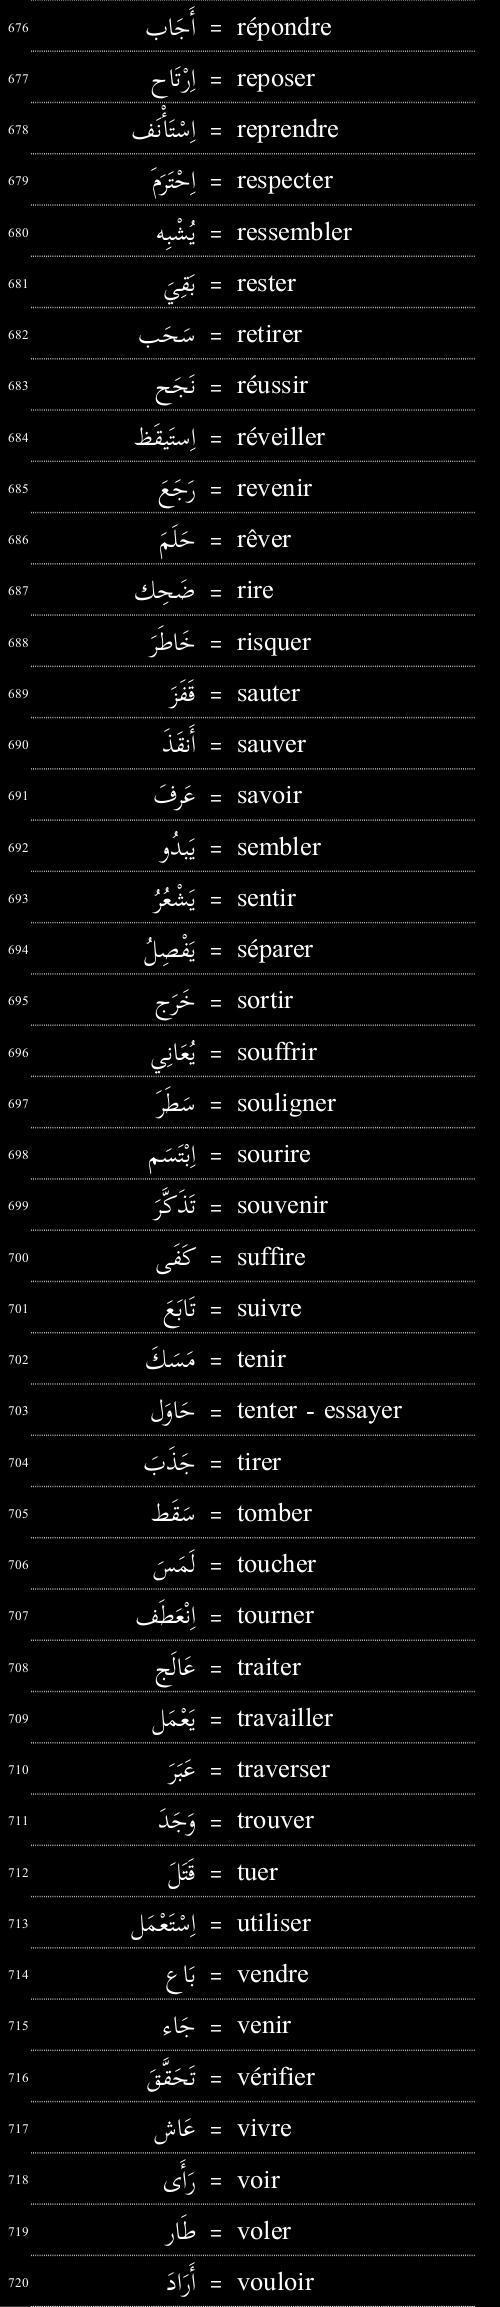 676 أَجَاب = répondre
677 اِرْتَاح = reposer
678 اِسْتَأْنَف = reprendre
679 اِحْتَرَمَ = respecter
680 يُشْبِه = ressembler
681 بَقِيَ = rester
682 سَحَب = retirer
683 نَجَح = réussir
684 اِستَيقَظ = réveiller
685 رَجَعَ = revenir
686 حَلَمَ = rêver
687 ضَحِك = rire
688 خَاطَرَ = risquer
689 قَفَزَ = sauter
690 أَنقَذَ = sauver
691 عَرفَ = savoir
692 يَبدُو = sembler
693 يَشْعُرُ = sentir
694 يَفْصِلُ = séparer
695 خَرَج = sortir
696 يُعَانِي = souffrir
697 سَطَرَ = souligner
698 اِبْتَسَم = sourire
699 تَذَكَّرَ = souvenir
700 كَفَى = suffire
701 تَابَعَ = suivre
702 مَسَكَ = tenir
703 حَاوَل = tenter - essayer
704 جَذَبَ = tirer
705 سَقَط = tomber
706 لَمَسَ = toucher
707 اِنْعَطَف = tourner
708 عَالَج = traiter
709 يَعْمَل = travailler
710 عَبَرَ = traverser
711 وَجَدَ = trouver
712 قَتَلَ = tuer
713 اِسْتَعْمَل = utiliser
714 بَاع = vendre
715 جَاء = venir
716 تَحَقَّقَ = vérifier
717 عَاش = vivre
718 رَأَى = voir
719 طَار = voler
720 أَرَادَ = vouloir